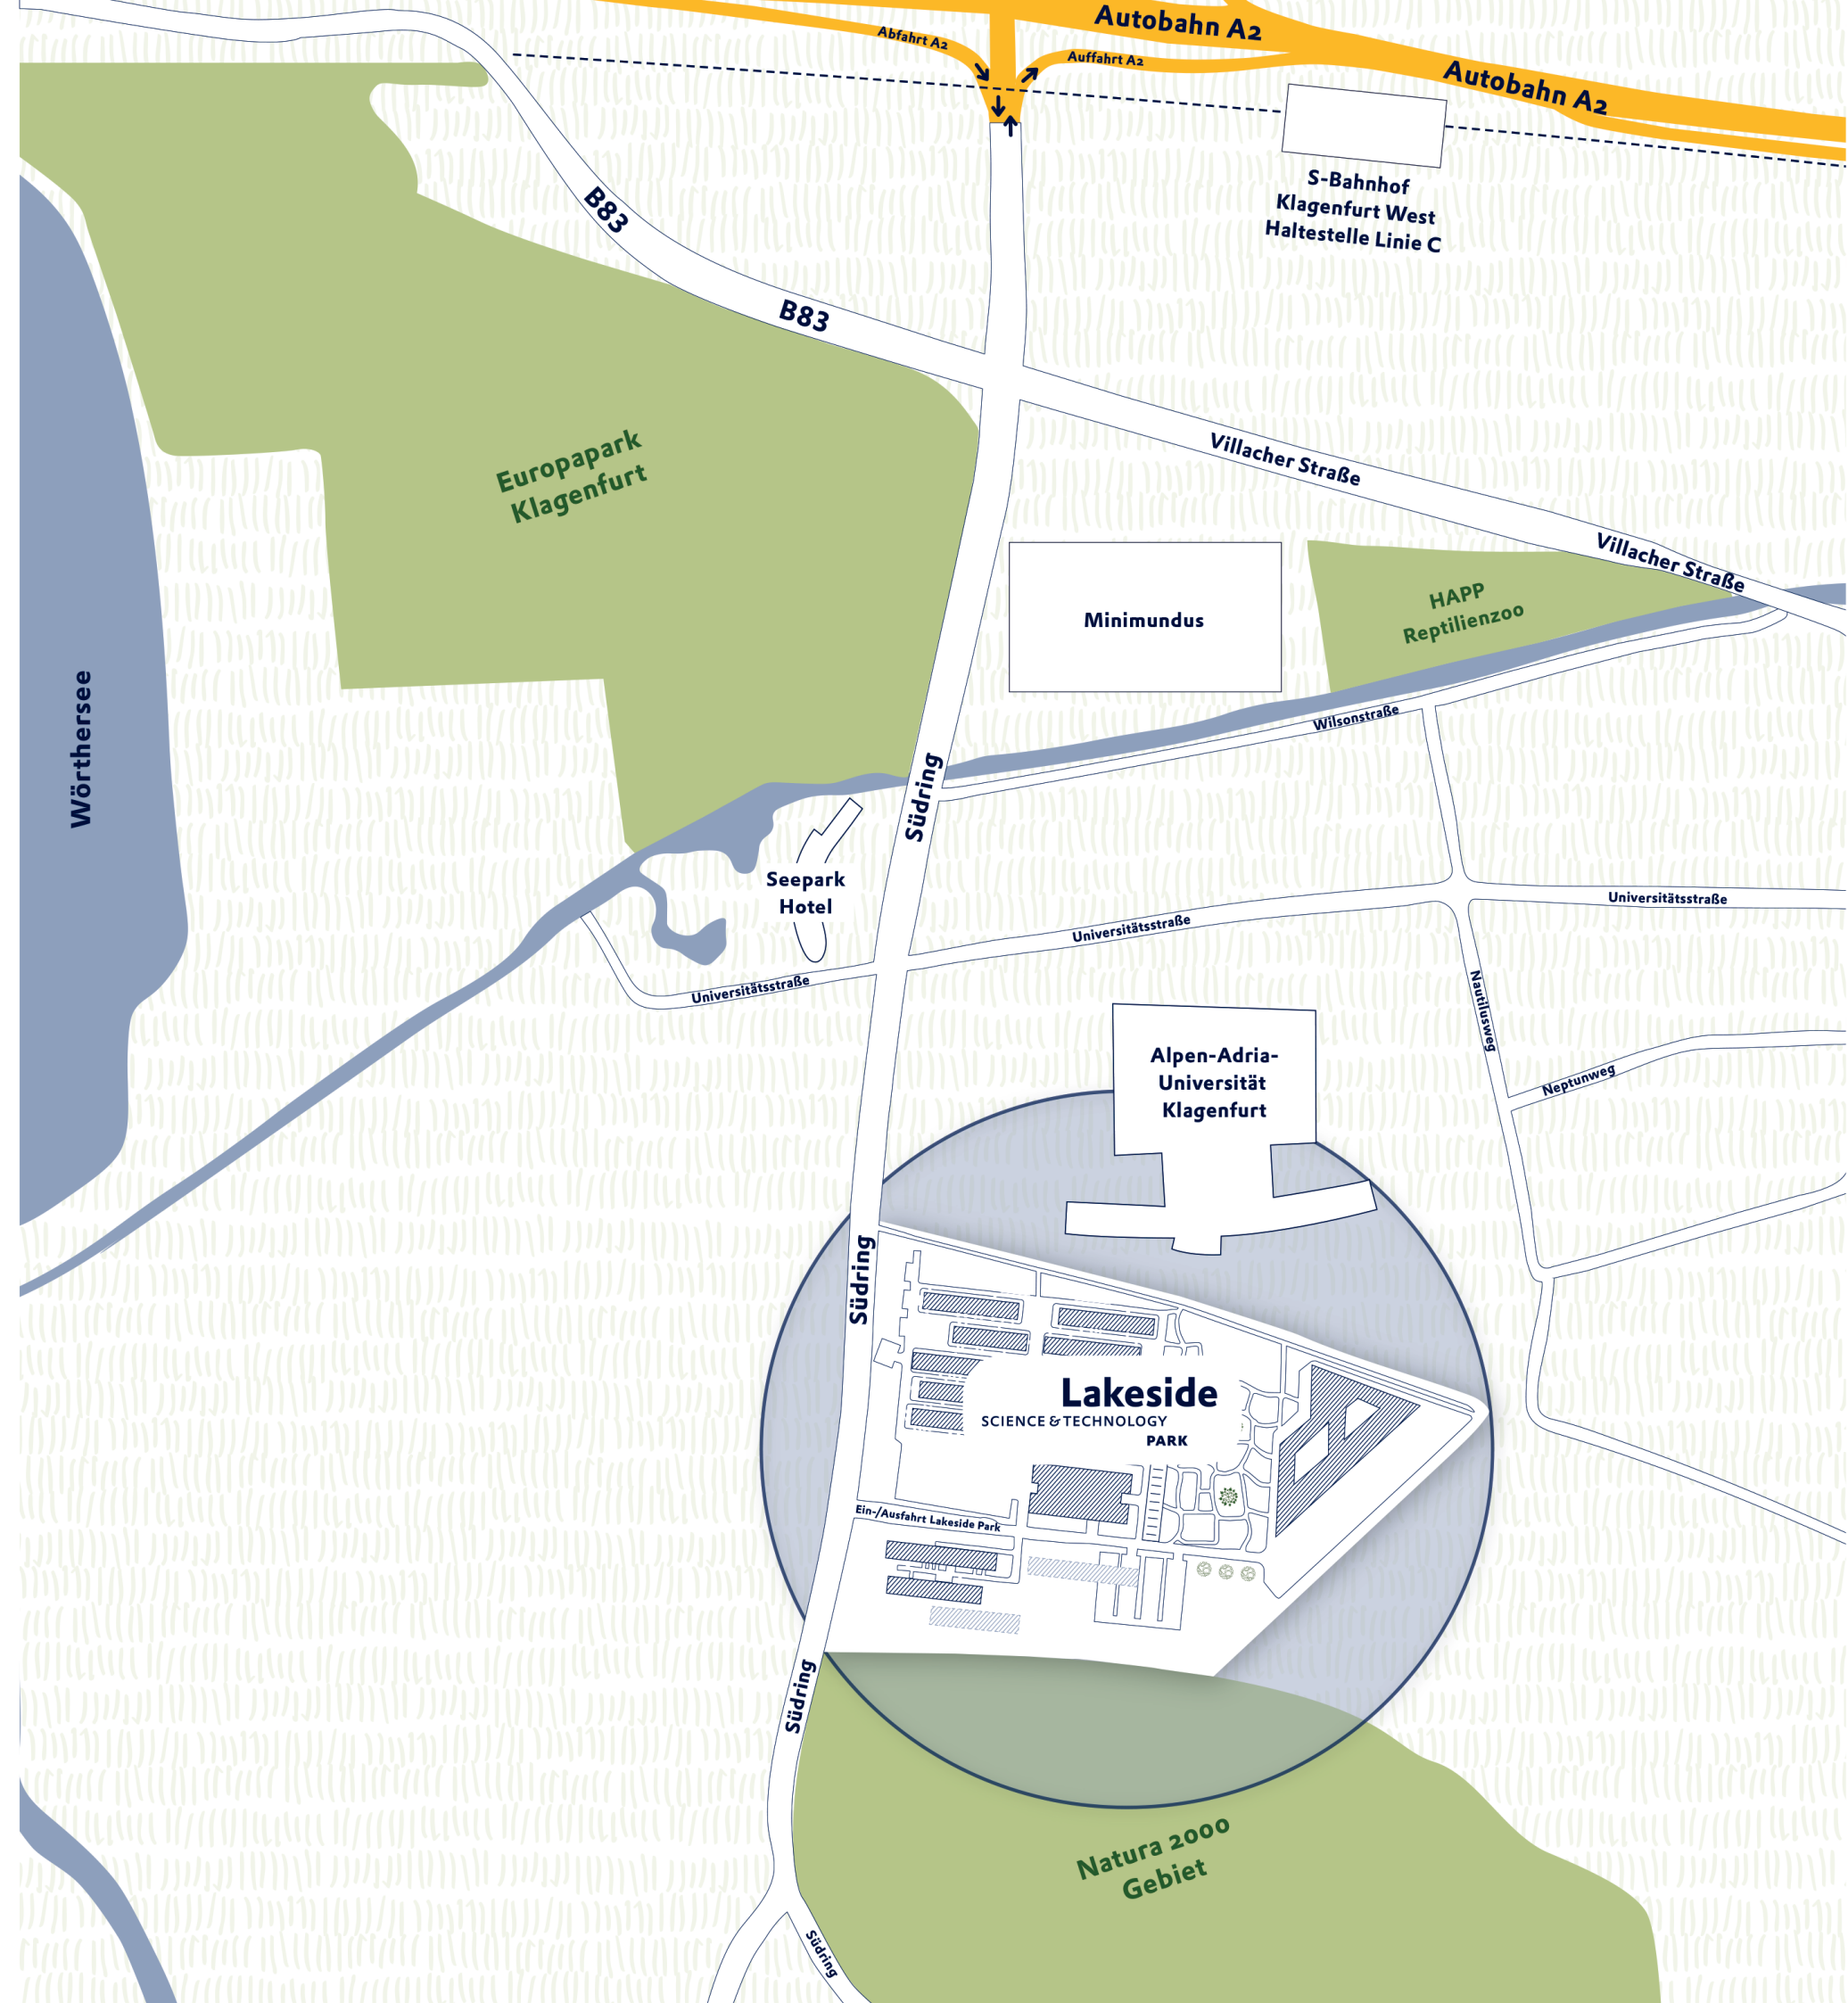 Autobahn A2
Abfahrt A2
Auffahrt A2
Autobahn A2
S-Bahnhof
Klagenfurt West
Haltestelle Linie C
B83
B83
Europapark
Klagenfurt
Villacher Straße
Villacher Straße
HAPP
Reptilienzoo
Minimundus
Wörthersee
Wilsonstraße
Südring
Seepark
Hotel
Universitätsstraße
Universitätsstraße
Universitätsstraße
Nautilusweg
Neptunweg
Alpen-Adria-
Universität
Klagenfurt
Südring
Lakeside
SCIENCE & TECHNOLOGY
PARK
Ein-/Ausfahrt Lakeside Park
Südring
Natura 2000
Gebiet
Südring